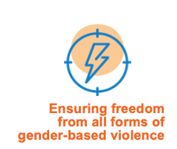 Ensuring freedom
from all forms of
gender-based violence